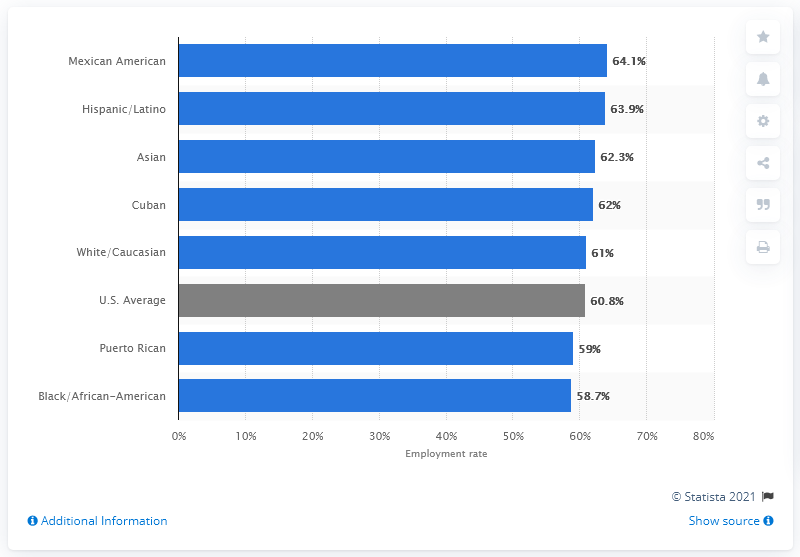 Mexican American 64.1%
Hispanic/Latino 63.9%
Asian 62.3%
Cuban 62%
White/Caucasian 61%
U.S. Average 60.8%
Puerto Rican 59%
Black/African-American 58.7%
0% 10% 20% 30% 40% 50% 60% 70% 80%
Employment rate
© Statista 2021
Additional Information
Show source